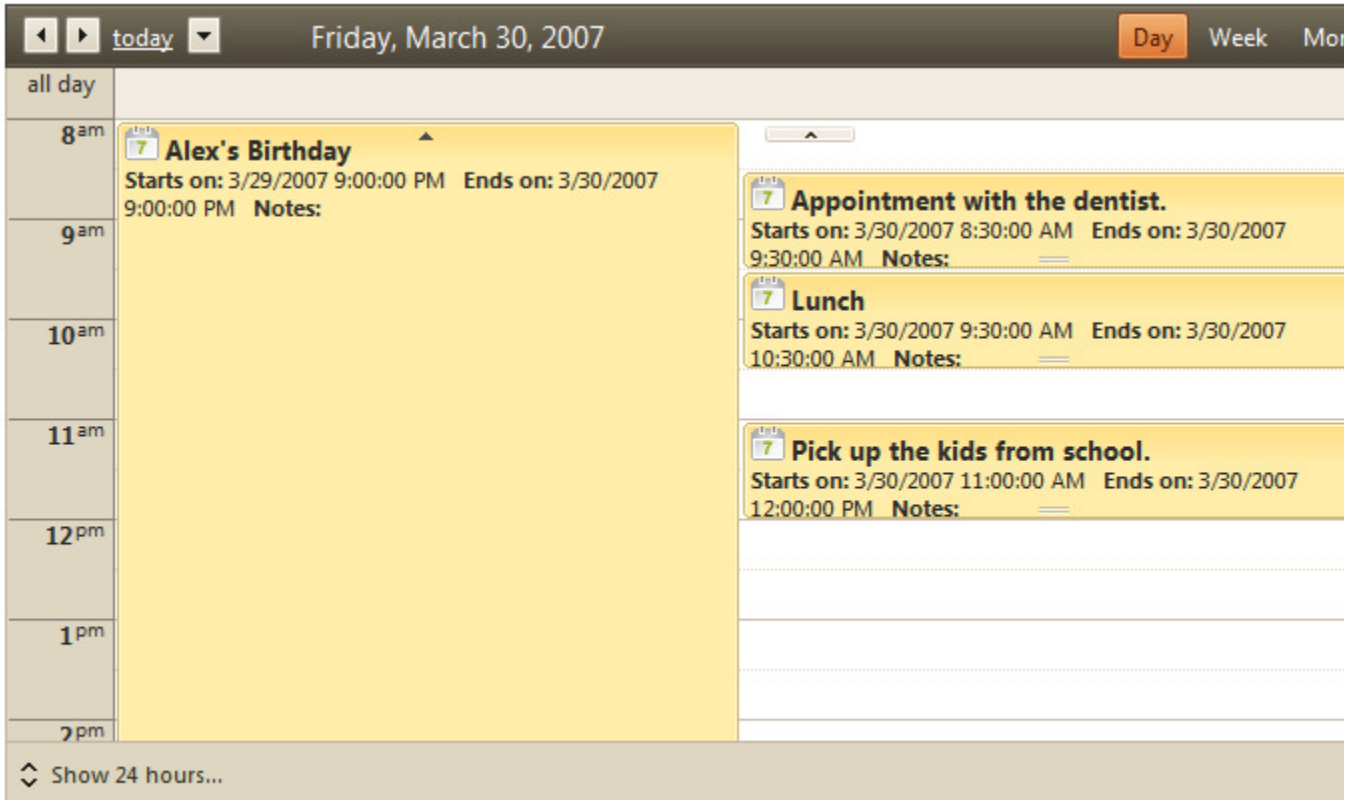 today Friday, March 30, 2007 Day Week Mor
all day
8am
Alex's Birthday
Starts on: 3/29/2007 9:00:00 PM Ends on: 3/30/2007
9:00:00 PM Notes:
7
7
Appointment with the dentist.
Starts on: 3/30/2007 8:30:00 AM Ends on: 3/30/2007
9:30:00 AM Notes:
9am
7
Lunch
Starts on: 3/30/2007 9:30:00 AM Ends on: 3/30/2007
10:30:00 AM Notes:
10am
11am
7
Pick up the kids from school.
Starts on: 3/30/2007 11:00:00 AM Ends on: 3/30/2007
12:00:00 PM Notes:
12pm
1pm
2pm
Show 24 hours...